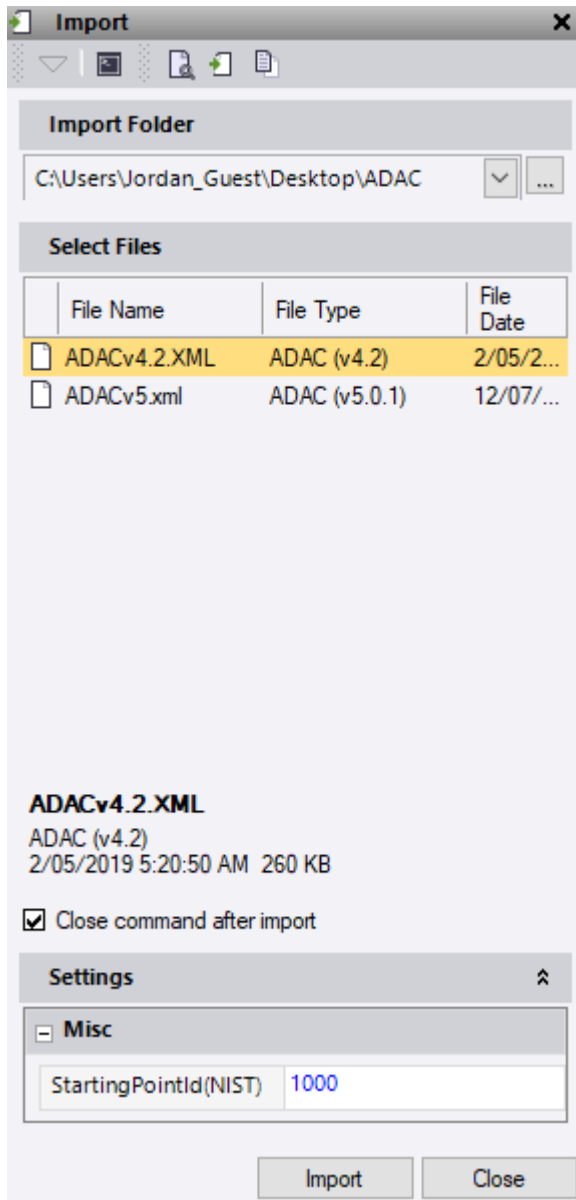 Import
Import Folder
C:\Users\Jordan_Guest\Desktop\ADAC
...
Select Files
File Name File Type File Date
ADACv4.2.XML ADAC (v4.2) 2/05/2...
ADACv5.xml ADAC (v5.0.1) 12/07/...
ADACv4.2.XML
ADAC (v4.2)
2/05/2019 5:20:50 AM 260 KB
Close command after import
Settings
Misc
StartingPointId(NIST) 1000
Import Close